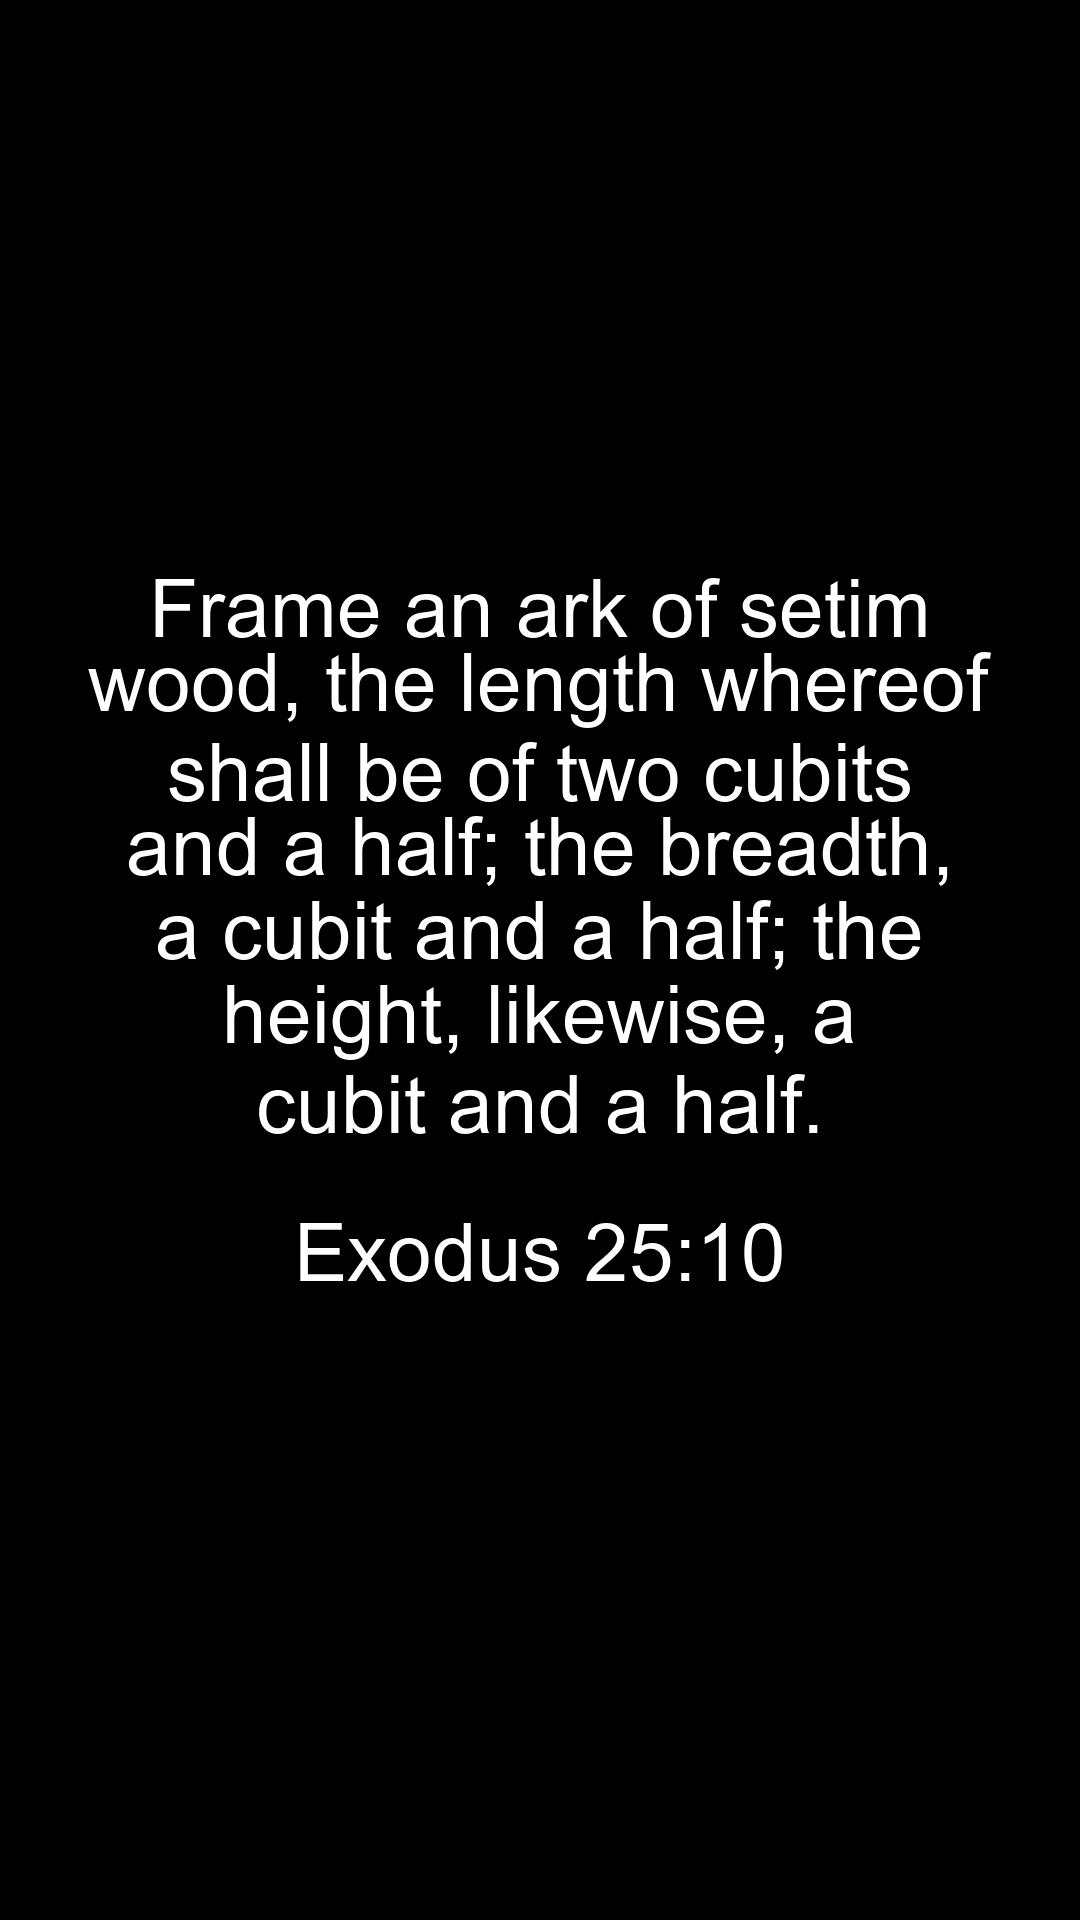 Frame an ark of setim
wood, the length whereof
shall be of two cubits
and a half; the breadth,
a cubit and a half; the
height, likewise, a
cubit and a half.
Exodus 25:10